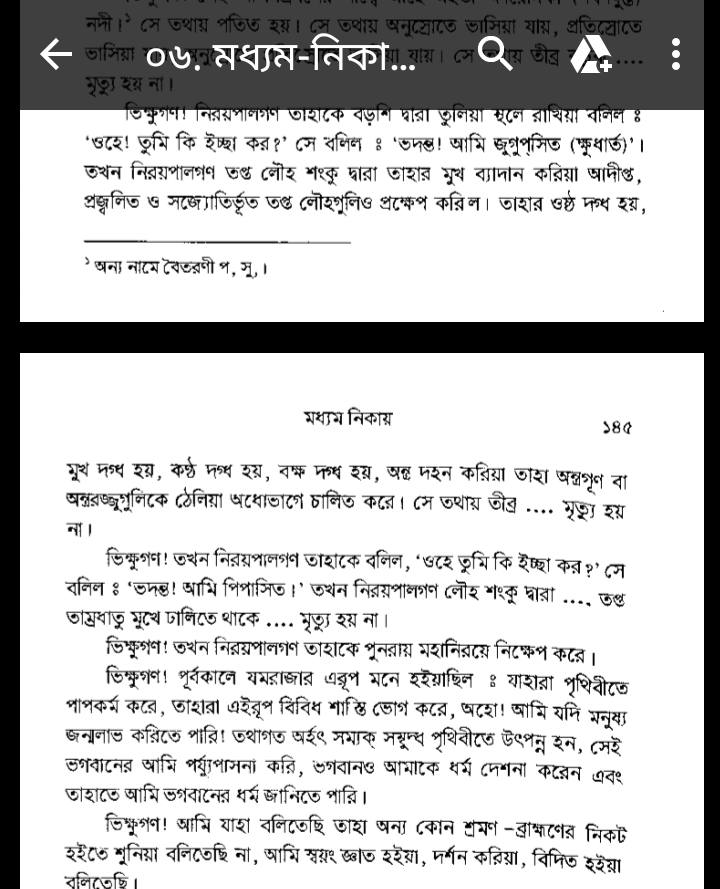 নদী।১ সে তথায় পতিত হয়। সে তথায় অনুস্রোতে ভাসিয়া যায়, প্রতিস্রোতে
ভাসিয়া যায়। সে তথায় তীব্র ....
০৬. মধ্যম-নিকা...
মৃত্যু হয় না।
ভিক্ষুগণ! নিরয়পালগণ তাহাকে বড়শি দ্বারা তুলিয়া স্থলে রাখিয়া বলিল ঃ
‘ওহে! তুমি কি ইচ্ছা কর?’ সে বলিল ঃ ‘ভদন্ত! আমি জুগুপ্‌সিত (ক্ষুধার্ত)’।
তখন নিরয়পালগণ তপ্ত লৌহ শংকু দ্বারা তাহার মুখ ব্যাদান করিয়া আদীপ্ত,
প্রজ্বলিত ও সজ্যোতির্ভূত তপ্ত লৌহগুলিও প্রক্ষেপ করিল। তাহার ওষ্ঠ দগ্ধ হয়,
১ অন্য নামে বৈতরণী প, সূ,।
মধ্যম নিকায়
১৪৫
মুখ দগ্ধ হয়, কণ্ঠ দগ্ধ হয়, বক্ষ দগ্ধ হয়, অন্ত্র দহন করিয়া তাহা অন্ত্রগূণ বা
অন্ত্ররজ্জুগুলিকে ঠেলিয়া অধোভাগে চালিত করে। সে তথায় তীব্র .... মৃত্যু হয়
না।
ভিক্ষুগণ! তখন নিরয়পালগণ তাহাকে বলিল, ‘ওহে তুমি কি ইচ্ছা কর?’ সে
বলিল ঃ ‘ভদন্ত! আমি পিপাসিত।’ তখন নিরয়পালগণ লৌহ শংকু দ্বারা .... তপ্ত
তাম্রধাতু মুখে ঢালিতে থাকে .... মৃত্যু হয় না।
ভিক্ষুগণ! তখন নিরয়পালগণ তাহাকে পুনরায় মহানিরয়ে নিক্ষেপ করে।
ভিক্ষুগণ! পূর্বকালে যমরাজার এরূপ মনে হইয়াছিল ঃ যাহারা পৃথিবীতে
পাপকর্ম করে, তাহারা এইরূপ বিবিধ শাস্তি ভোগ করে, অহো! আমি যদি মনুষ্য
জন্মলাভ করিতে পারি! তথাগত অর্হৎ সম্যক্ সম্বুদ্ধ পৃথিবীতে উৎপন্ন হন, সেই
ভগবানের আমি পর্য্যুপাসনা করি, ভগবানও আমাকে ধর্ম দেশনা করেন এবং
তাহাতে আমি ভগবানের ধর্ম জানিতে পারি।
ভিক্ষুগণ! আমি যাহা বলিতেছি তাহা অন্য কোন শ্রমণ -ব্রাহ্মণের নিকট
হইতে শুনিয়া বলিতেছি না, আমি স্বয়ং জ্ঞাত হইয়া, দর্শন করিয়া, বিদিত হইয়া
বলিতেছি।